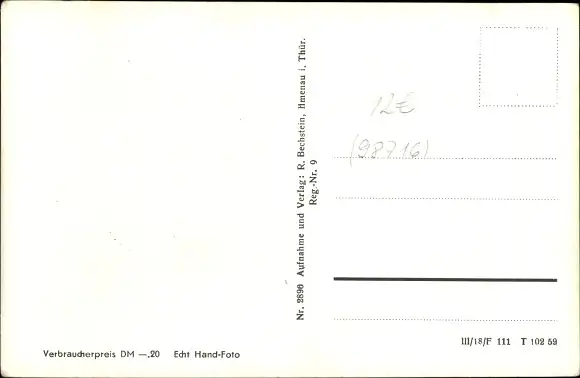 Verbraucherpreis DM —,20 Echt Hand-Foto
Nr. 2890 Aufnahme und Verlag: R. Bechstein, Ilmenau i. Thür.
Reg.-Nr. 9
12€
(98716)
III/18/F 111 T 102 59